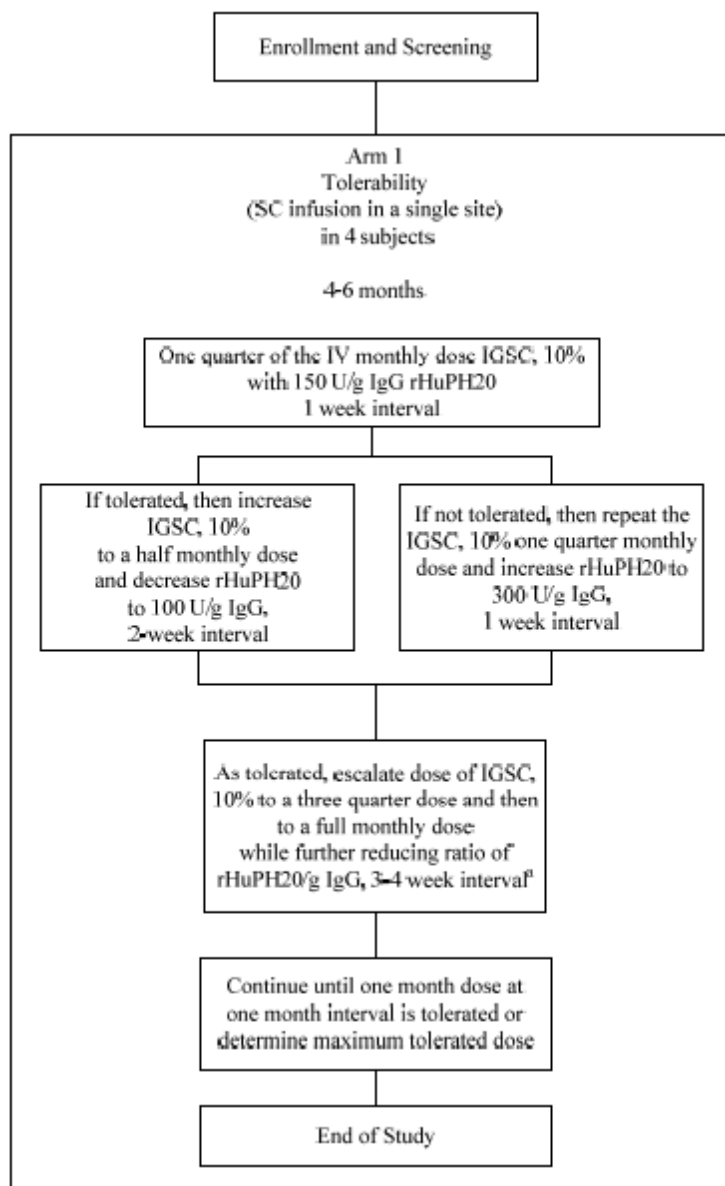 Enrollment and Screening
Arm 1
Tolerability
(SC infusion in a single site)
in 4 subjects
4-6 months
One quarter of the IV monthly dose IGSC, 10%
with 150 U/g IgG rHuPH20
1 week interval
If tolerated, then increase
IGSC, 10%
to a half monthly dose
and decrease rHuPH20
to 100 U/g IgG,
2-week interval
If not tolerated, then repeat the
IGSC, 10% one quarter monthly
dose and increase rHuPH20 to
300 U/g IgG,
1 week interval
As tolerated, escalate dose of IGSC,
10% to a three quarter dose and then
to a full monthly dose
while further reducing ratio of
rHuPH20/g IgG, 3-4 week intervalᵃ
Continue until one month dose at
one month interval is tolerated or
determine maximum tolerated dose
End of Study